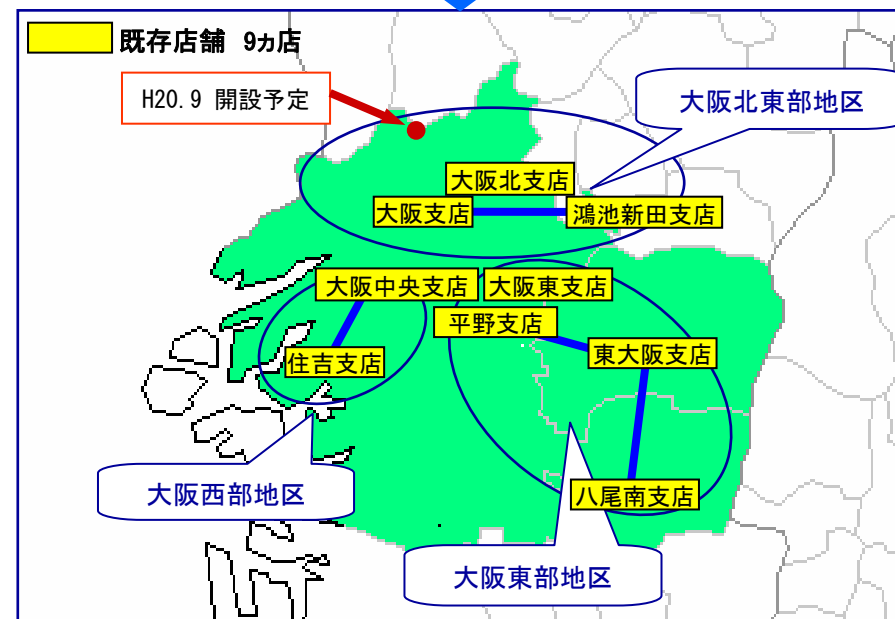 既存店舗 9ヵ店
H20.9 開設予定
大阪北東部地区
大阪北支店
大阪支店
鴻池新田支店
大阪中央支店
大阪東支店
平野支店
東大阪支店
住吉支店
大阪西部地区
八尾南支店
大阪東部地区